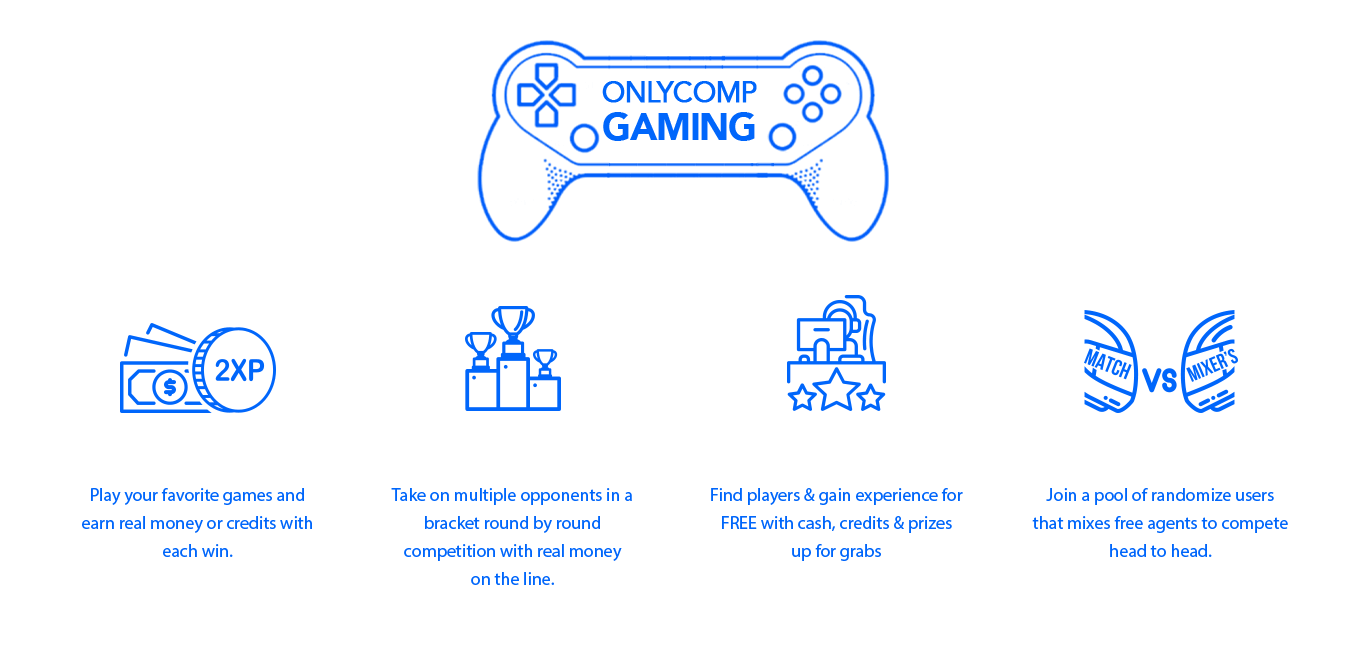 ONLYCOMP
GAMING
2XP
$
MATCH
VS
MIXER'S
Play your favorite games and
earn real money or credits with
each win.
Take on multiple opponents in a
bracket round by round
competition with real money
on the line.
Find players & gain experience for
FREE with cash, credits & prizes
up for grabs
Join a pool of randomize users
that mixes free agents to compete
head to head.